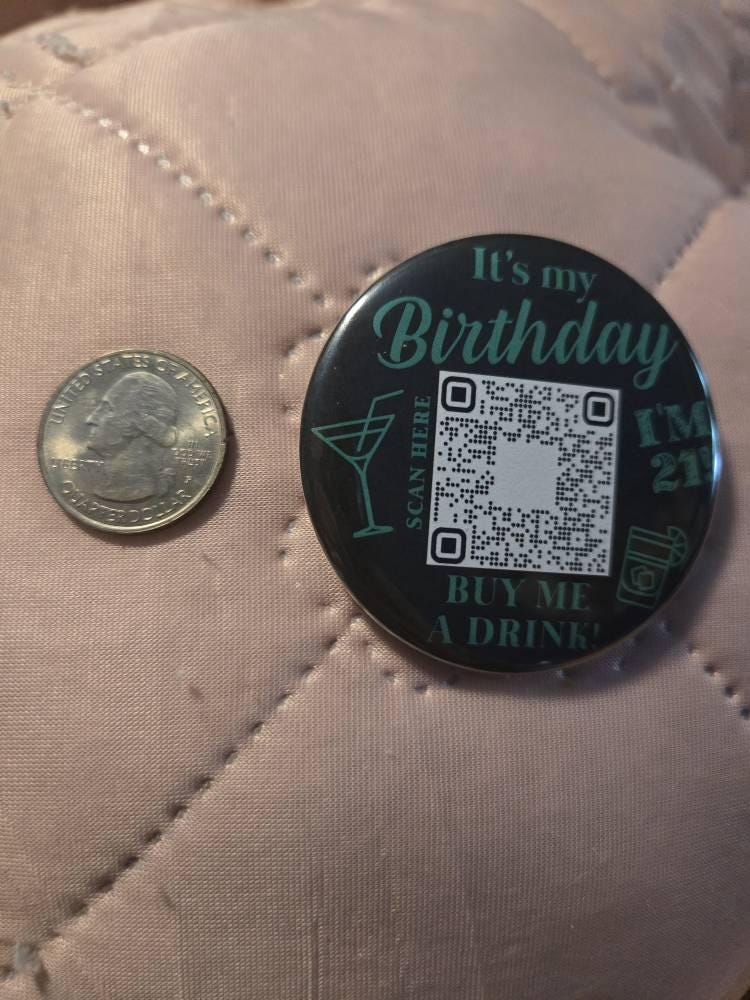 UNITED STATES OF AMERICA
LIBERTY
IN
GOD WE
TRUST
P
QUARTER DOLLAR
It's my
Birthday
SCAN HERE
I'M
21!
BUY ME
A DRINK!